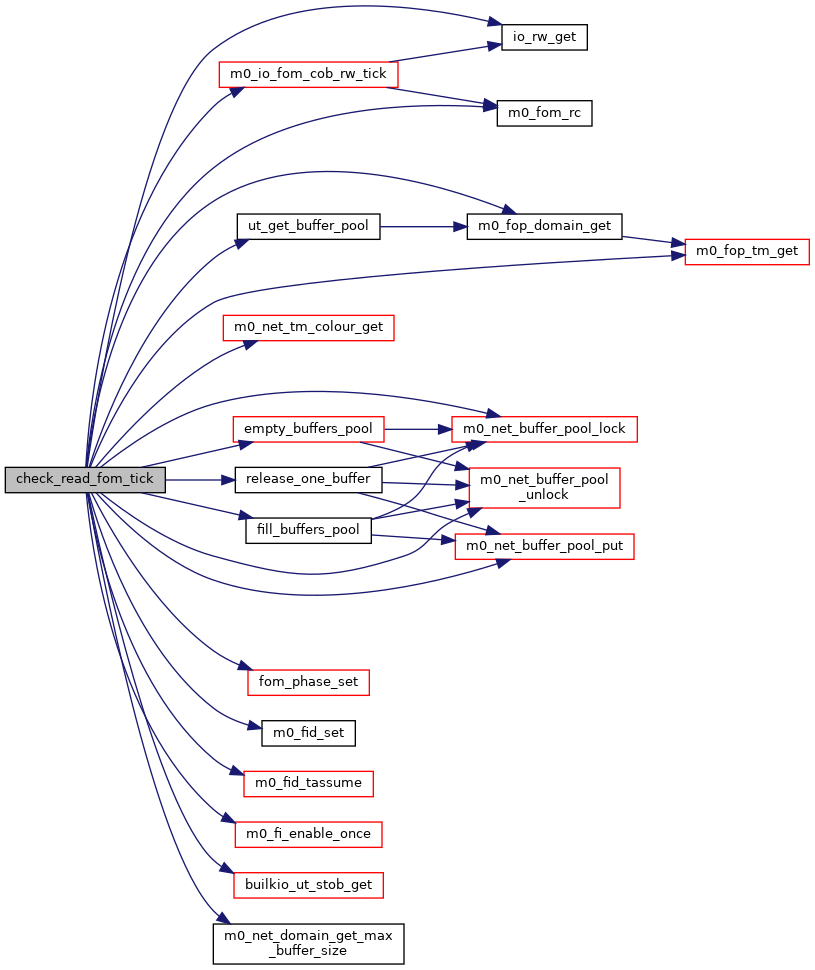 io_rw_get
m0_io_fom_cob_rw_tick
m0_fom_rc
ut_get_buffer_pool
m0_fop_domain_get
m0_fop_tm_get
m0_net_tm_colour_get
empty_buffers_pool
m0_net_buffer_pool_lock
check_read_fom_tick
release_one_buffer
m0_net_buffer_pool
_unlock
fill_buffers_pool
m0_net_buffer_pool_put
fom_phase_set
m0_fid_set
m0_fid_tassume
m0_fi_enable_once
builkio_ut_stob_get
m0_net_domain_get_max
_buffer_size